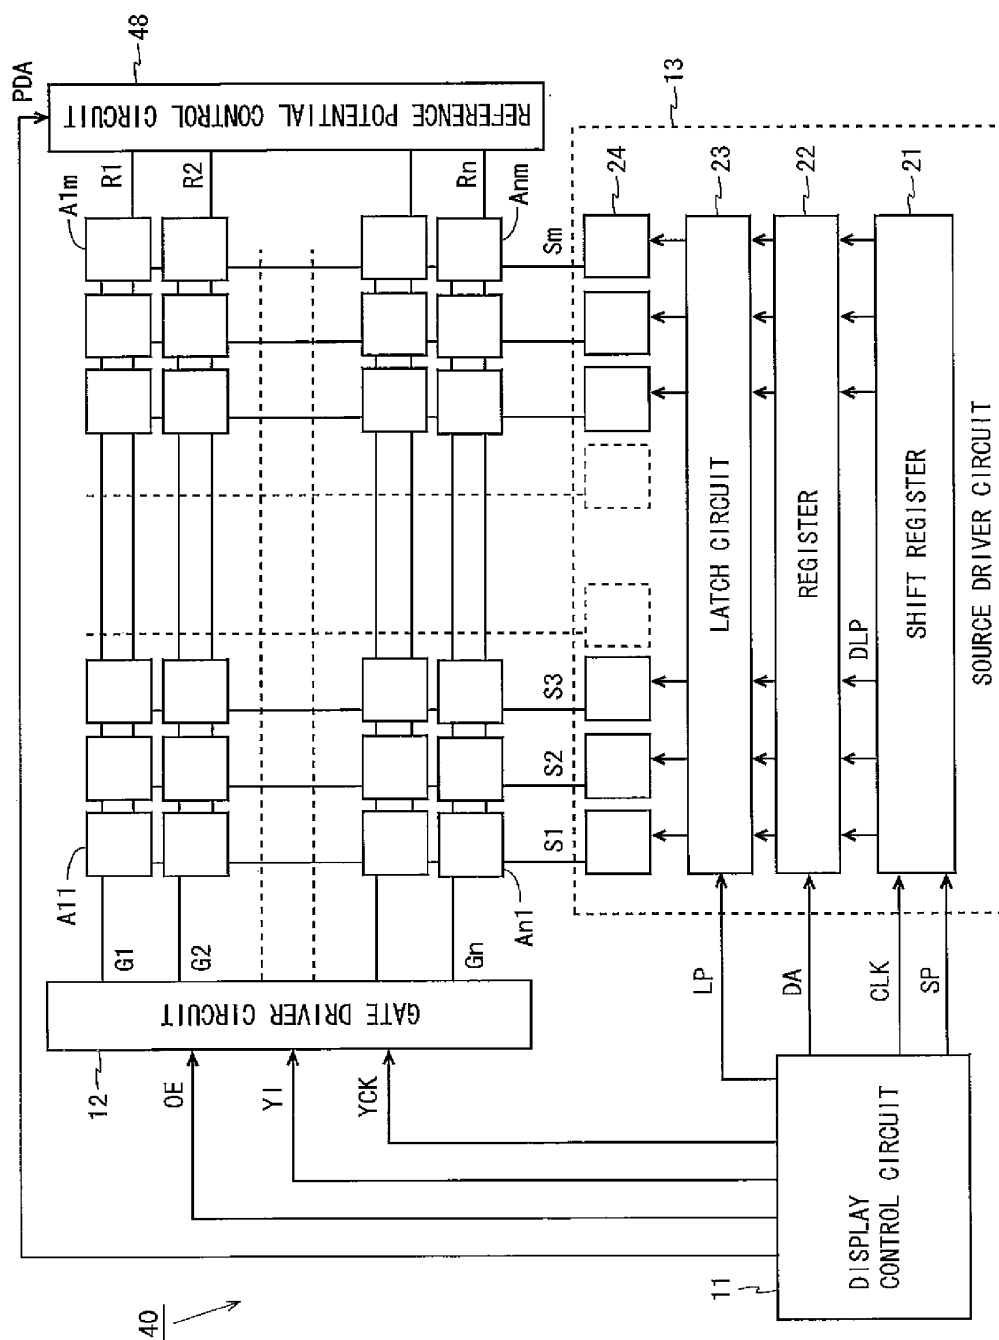 40
PDA
48
A1m
R1
R2
Rn
Anm
REFERENCE POTENTIAL CONTROL CIRCUIT
A11
G1
G2
Gn
An1
12
GATE DRIVER CIRCUIT
OE
YI
YCK
S1
S2
S3
Sm
13
24
23
22
21
LATCH CIRCUIT
REGISTER
DLP
SHIFT REGISTER
SOURCE DRIVER CIRCUIT
LP
DA
CLK
SP
11
DISPLAY
CONTROL CIRCUIT